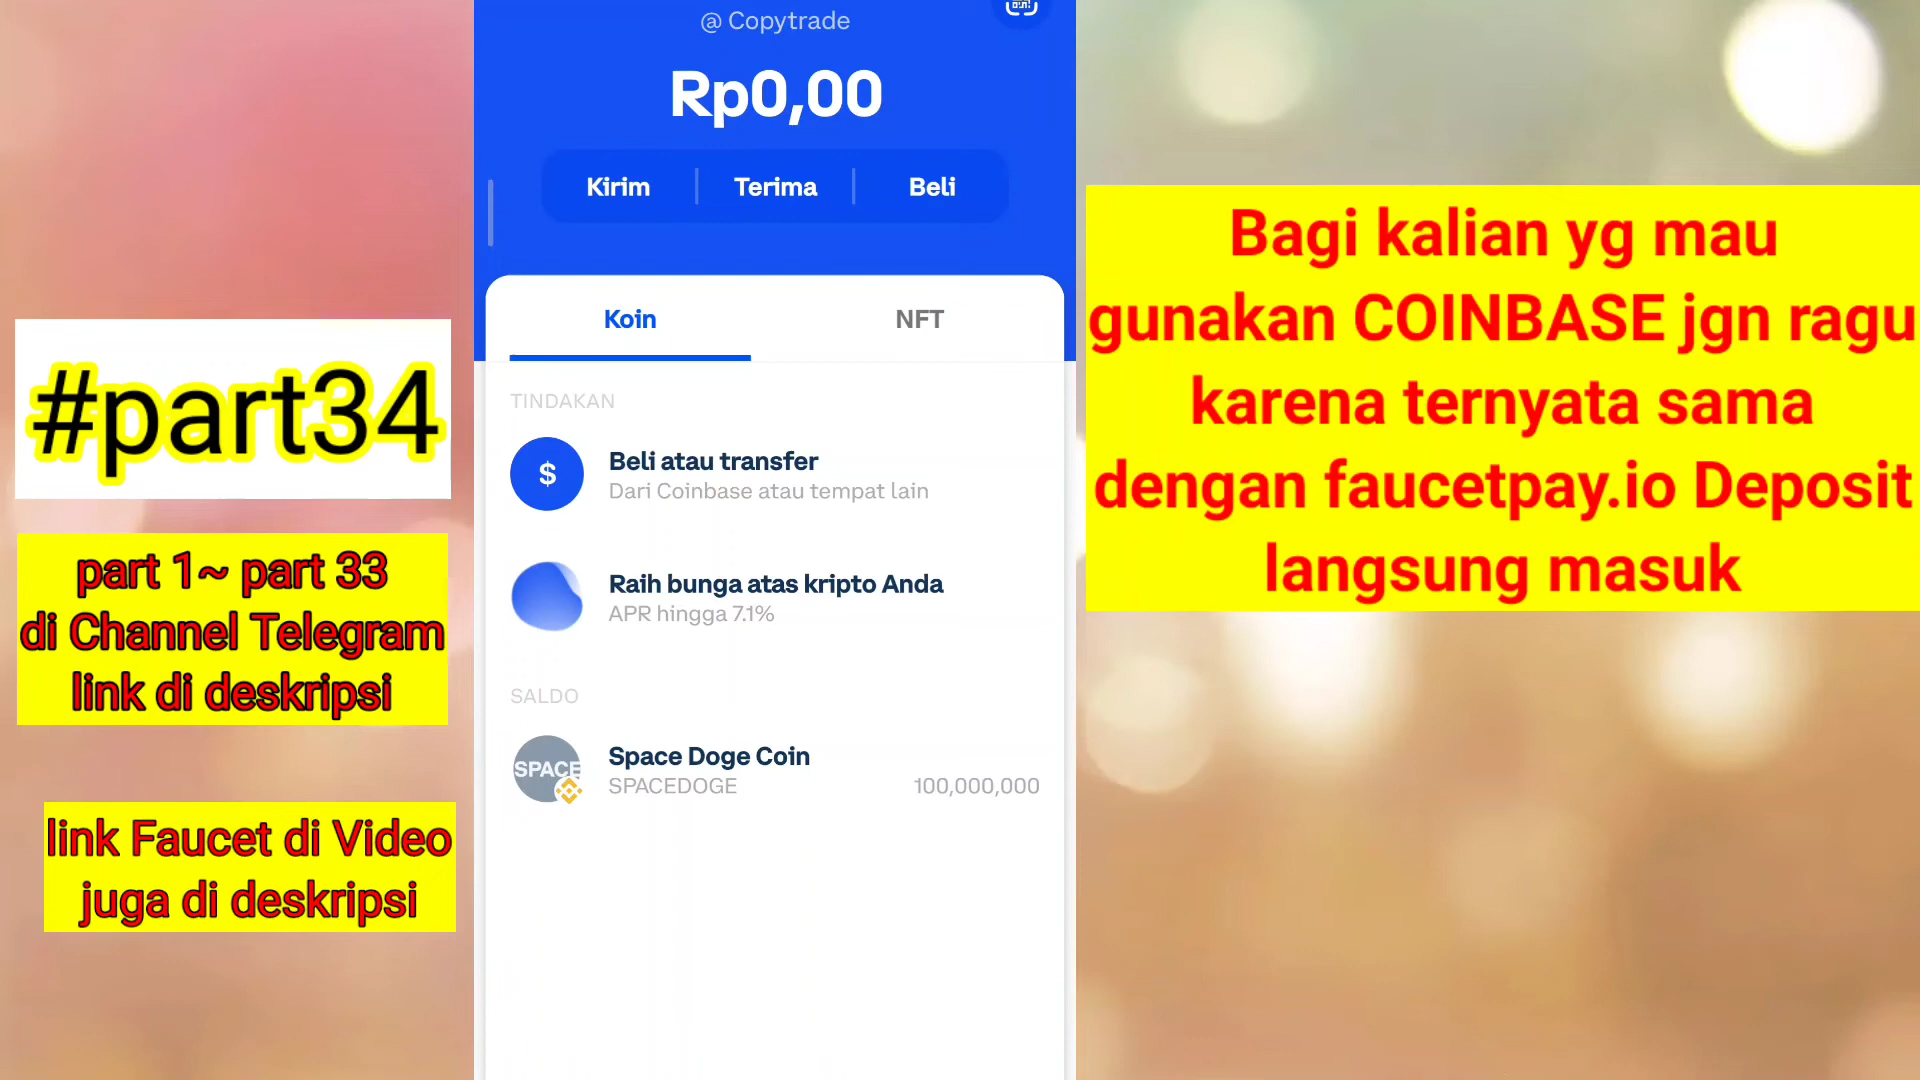 #part34
part 1~ part 33
di Channel Telegram
link di deskripsi
link Faucet di Video
juga di deskripsi
@ Copytrade
Rp0,00
Kirim
Terima
Beli
Koin
NFT
TINDAKAN
$
Beli atau transfer
Dari Coinbase atau tempat lain
Raih bunga atas kripto Anda
APR hingga 7.1%
SALDO
SPACE
Space Doge Coin
SPACEDOGE
100,000,000
Bagi kalian yg mau
gunakan COINBASE jgn ragu
karena ternyata sama
dengan faucetpay.io Deposit
langsung masuk